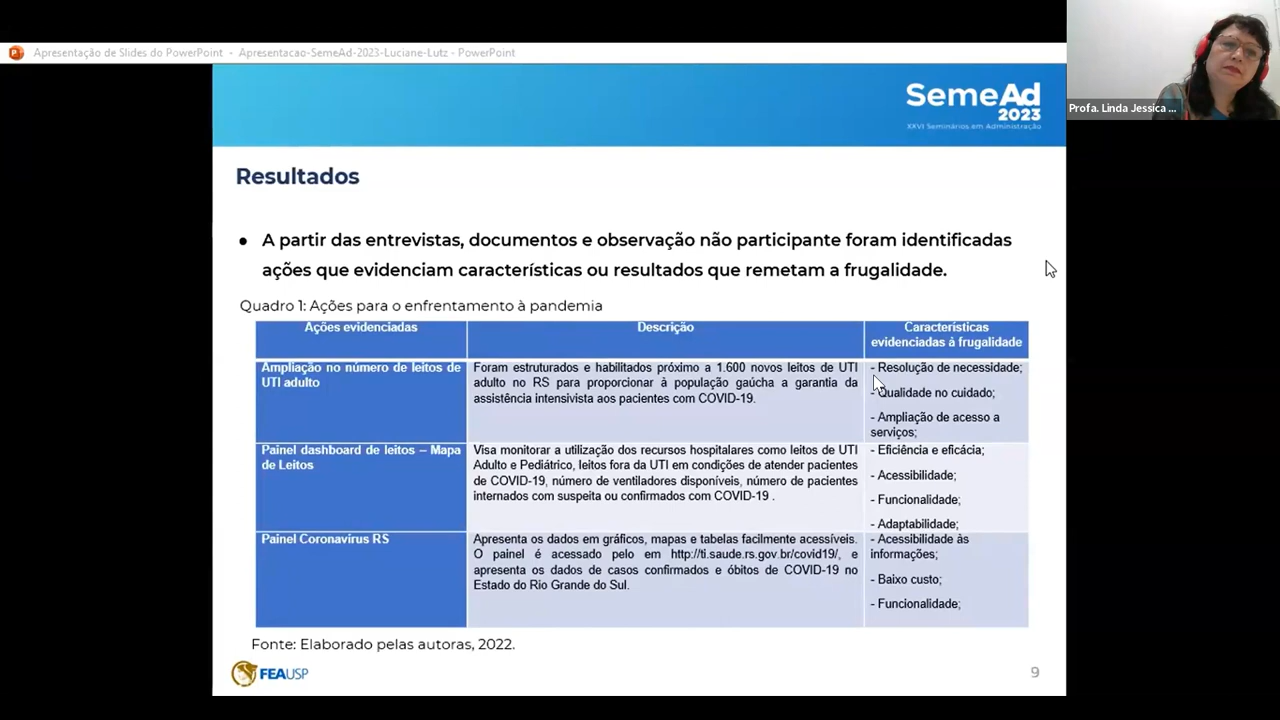 Apresentação de Slides do PowerPoint - Apresentacao-SemeAd-2023-Luciane-Lutz - PowerPoint
Profa. Linda Jessica ...
SemeAd
2023
XXVI Seminários em Administração
Resultados
● A partir das entrevistas, documentos e observação não participante foram identificadas
ações que evidenciam características ou resultados que remetam a frugalidade.
Quadro 1: Ações para o enfrentamento à pandemia
Ações evidenciadas
Descrição
Características
evidenciadas à frugalidade
Ampliação no número de leitos de
UTI adulto
Foram estruturados e habilitados próximo a 1.600 novos leitos de UTI
adulto no RS para proporcionar à população gaúcha a garantia da
assistência intensivista aos pacientes com COVID-19.
- Resolução de necessidade;
- Qualidade no cuidado;
- Ampliação de acesso a
serviços;
Painel dashboard de leitos – Mapa
de Leitos
Visa monitorar a utilização dos recursos hospitalares como leitos de UTI
Adulto e Pediátrico, leitos fora da UTI em condições de atender pacientes
de COVID-19, número de ventiladores disponíveis, número de pacientes
internados com suspeita ou confirmados com COVID-19 .
- Eficiência e eficácia;
- Acessibilidade;
- Funcionalidade;
- Adaptabilidade;
Painel Coronavírus RS
Apresenta os dados em gráficos, mapas e tabelas facilmente acessíveis.
O painel é acessado pelo em http://ti.saude.rs.gov.br/covid19/, e
apresenta os dados de casos confirmados e óbitos de COVID-19 no
Estado do Rio Grande do Sul.
- Acessibilidade às
informações;
- Baixo custo;
- Funcionalidade;
Fonte: Elaborado pelas autoras, 2022.
FEAUSP
9